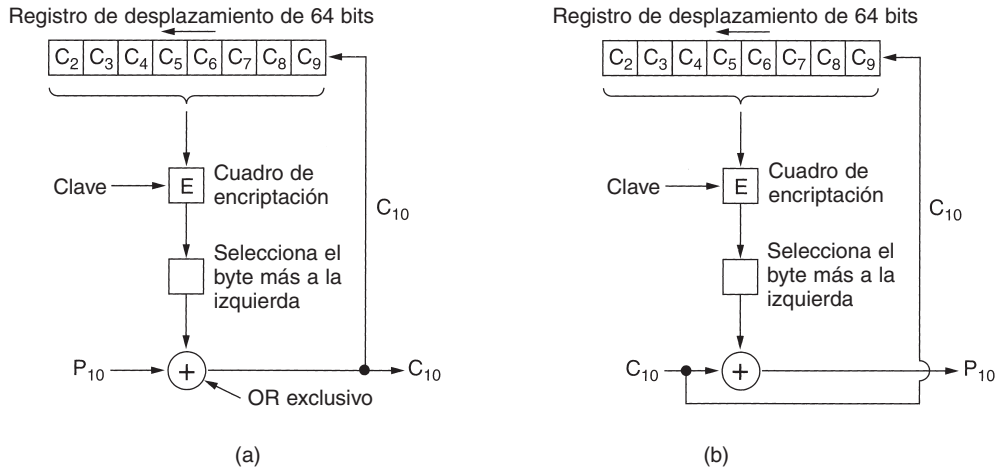 Registro de desplazamiento de 64 bits
C2 C3 C4 C5 C6 C7 C8 C9
Clave
E
Cuadro de
encriptación
C10
Selecciona el
byte más a la
izquierda
P10
+
C10
OR exclusivo
(a)
Registro de desplazamiento de 64 bits
C2 C3 C4 C5 C6 C7 C8 C9
Clave
E
Cuadro de
encriptación
C10
Selecciona el
byte más a la
izquierda
C10
+
P10
(b)